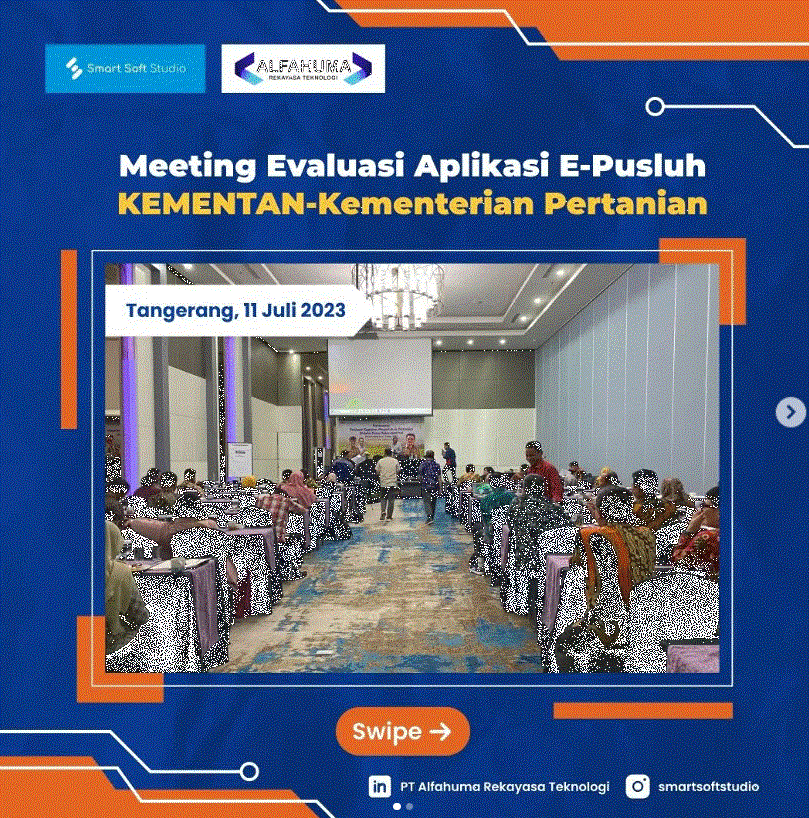 Smart Soft Studio
ALFAHUMA
REKAYASA TEKNOLOGI
Meeting Evaluasi Aplikasi E-Pusluh
KEMENTAN-Kementerian Pertanian
Tangerang, 11 Juli 2023
Swipe
PT Alfahuma Rekayasa Teknologi
smartsoftstudio